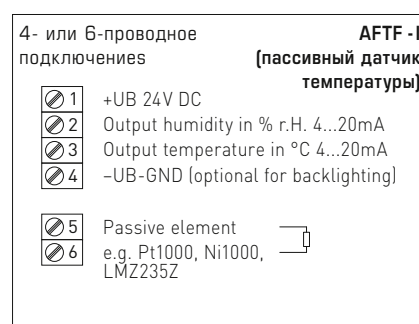 4- или 6-проводное
подключениеs
AFTF - I
(пассивный датчик
температуры)
1 +UB 24V DC
2 Output humidity in % r.H. 4...20mA
3 Output temperature in °C 4...20mA
4 –UB-GND (optional for backlighting)
5 Passive element
6 e.g. Pt1000, Ni1000,
LMZ235Z